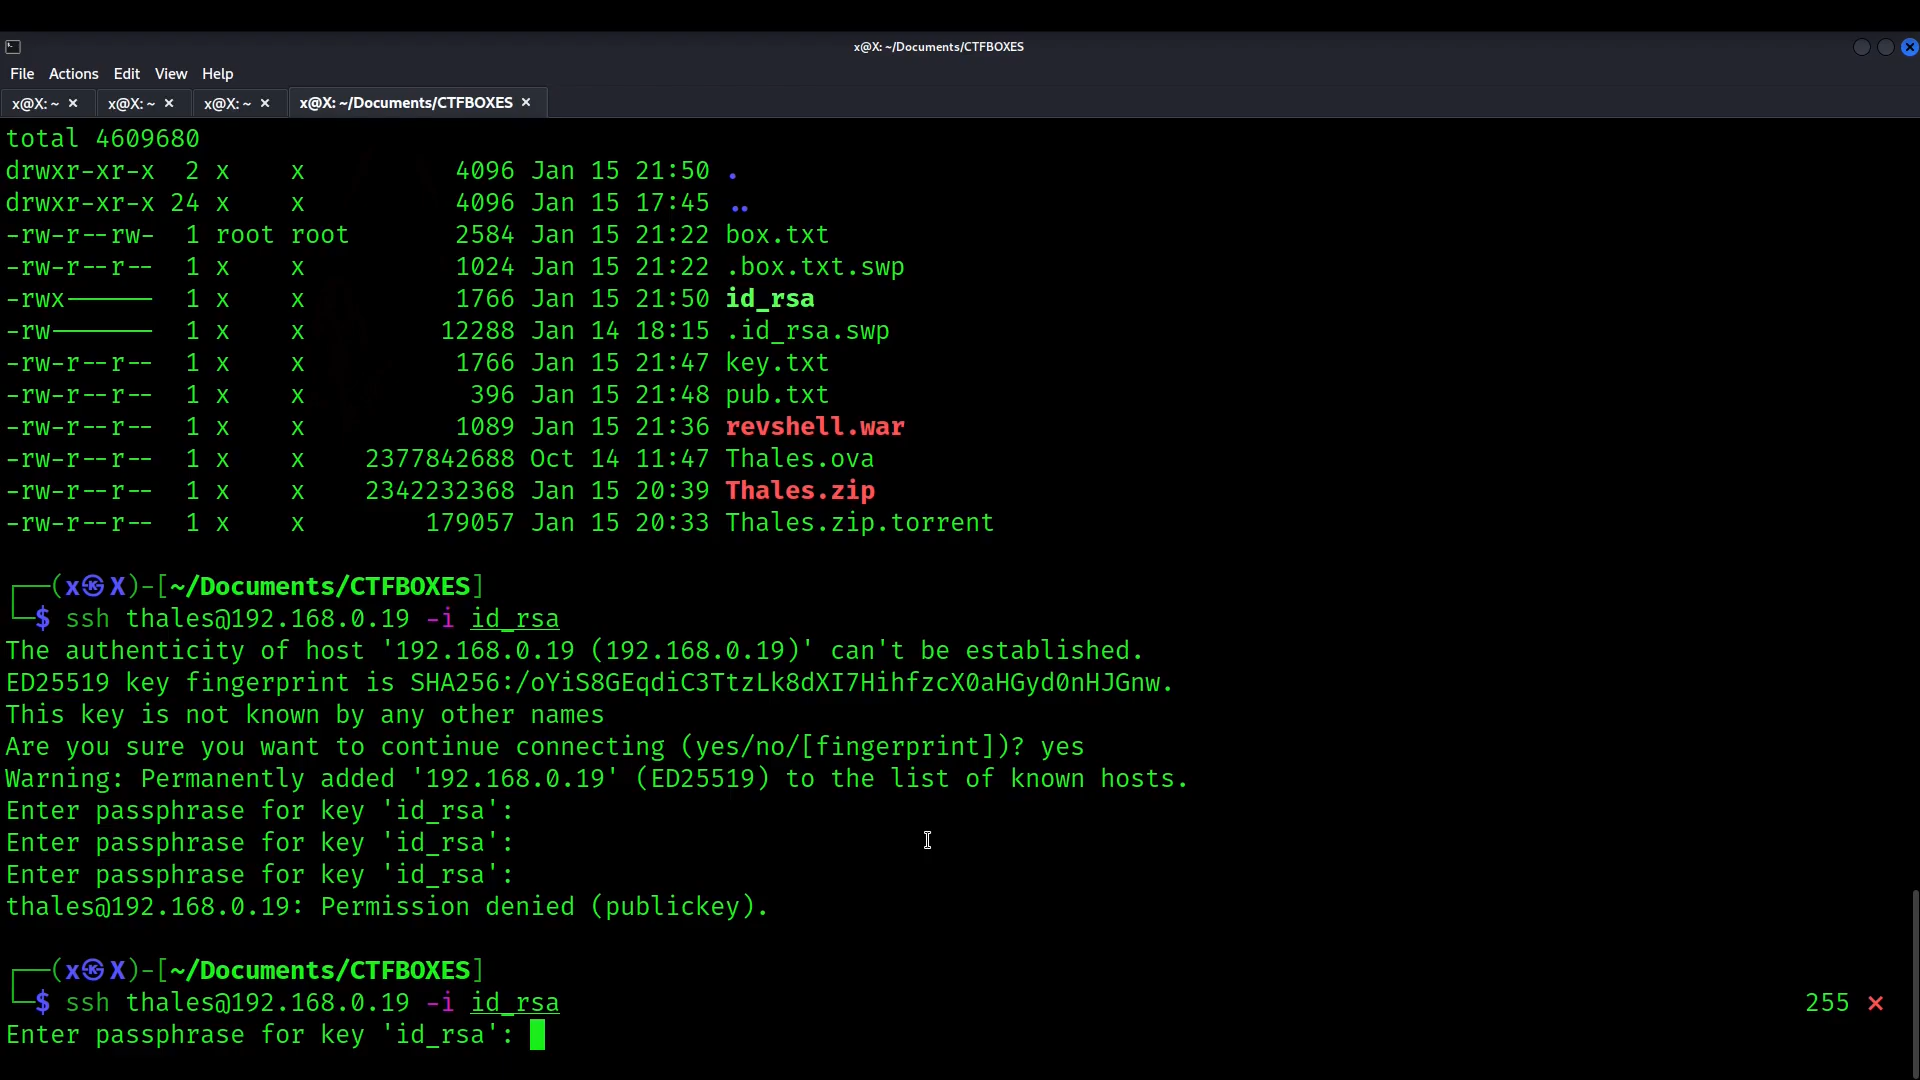 x@X: ~/Documents/CTFBOXES
File Actions Edit View Help
x@X: ~ × x@X: ~ × x@X: ~ × x@X: ~/Documents/CTFBOXES ×
total 4609680
drwxr-xr-x 2 x x 4096 Jan 15 21:50 .
drwxr-xr-x 24 x x 4096 Jan 15 17:45 ..
-rw-r--rw- 1 root root 2584 Jan 15 21:22 box.txt
-rw-r--r-- 1 x x 1024 Jan 15 21:22 .box.txt.swp
-rwx------ 1 x x 1766 Jan 15 21:50 id_rsa
-rw------- 1 x x 12288 Jan 14 18:15 .id_rsa.swp
-rw-r--r-- 1 x x 1766 Jan 15 21:47 key.txt
-rw-r--r-- 1 x x 396 Jan 15 21:48 pub.txt
-rw-r--r-- 1 x x 1089 Jan 15 21:36 revshell.war
-rw-r--r-- 1 x x 2377842688 Oct 14 11:47 Thales.ova
-rw-r--r-- 1 x x 2342232368 Jan 15 20:39 Thales.zip
-rw-r--r-- 1 x x 179057 Jan 15 20:33 Thales.zip.torrent
┌──(x㉿X)-[~/Documents/CTFBOXES]
└─$ ssh thales@192.168.0.19 -i id_rsa
The authenticity of host '192.168.0.19 (192.168.0.19)' can't be established.
ED25519 key fingerprint is SHA256:/oYiS8GEqdiC3TtzLk8dXI7HihfzcX0aHGyd0nHJGnw.
This key is not known by any other names
Are you sure you want to continue connecting (yes/no/[fingerprint])? yes
Warning: Permanently added '192.168.0.19' (ED25519) to the list of known hosts.
Enter passphrase for key 'id_rsa':
Enter passphrase for key 'id_rsa':
Enter passphrase for key 'id_rsa':
thales@192.168.0.19: Permission denied (publickey).
┌──(x㉿X)-[~/Documents/CTFBOXES]
└─$ ssh thales@192.168.0.19 -i id_rsa 255 ×
Enter passphrase for key 'id_rsa':